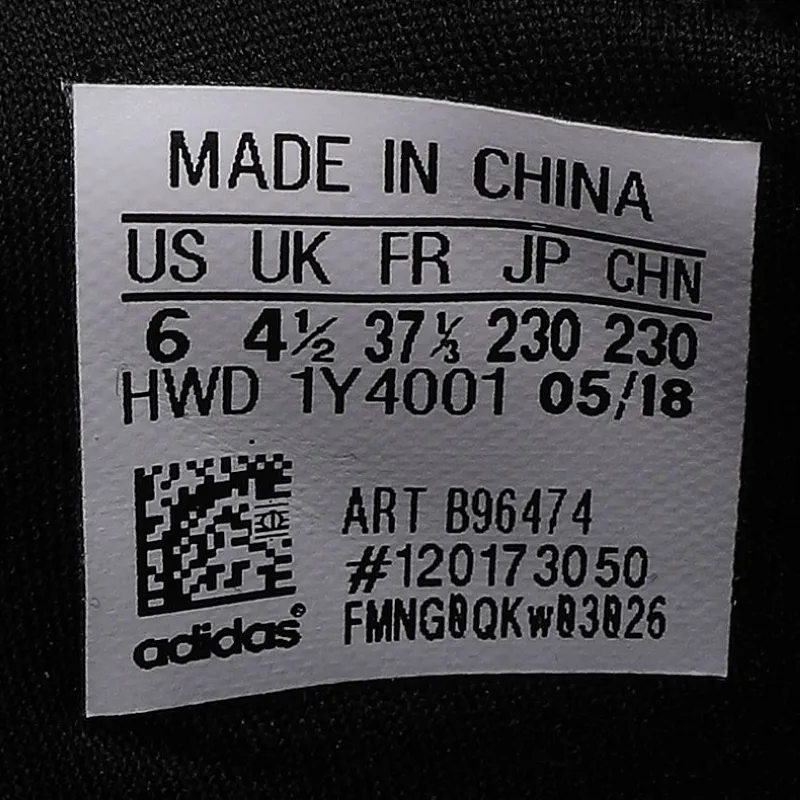 MADE IN CHINA
US UK FR JP CHN
6 4½ 37⅓ 230 230
HWD 1Y4001 05/18
ART B96474
#120173050
FMNG0QKw03026
adidas®